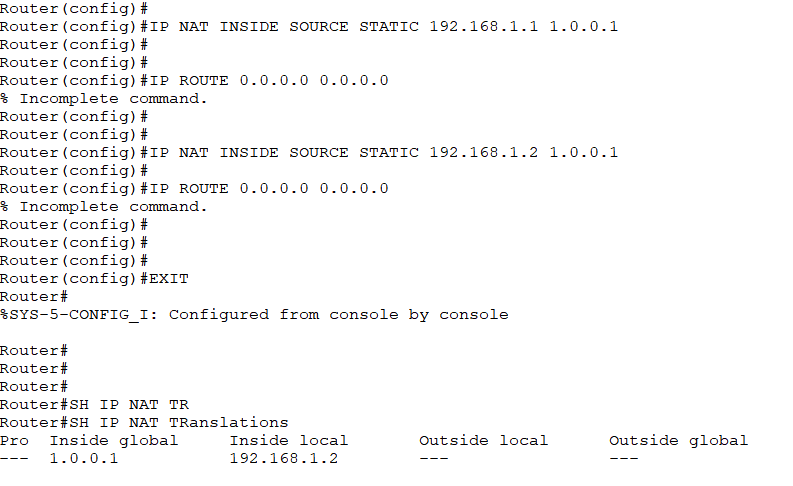 Router(config)#
Router(config)#IP NAT INSIDE SOURCE STATIC 192.168.1.1 1.0.0.1
Router(config)#
Router(config)#
Router(config)#IP ROUTE 0.0.0.0 0.0.0.0
% Incomplete command.
Router(config)#
Router(config)#
Router(config)#IP NAT INSIDE SOURCE STATIC 192.168.1.2 1.0.0.1
Router(config)#
Router(config)#IP ROUTE 0.0.0.0 0.0.0.0
% Incomplete command.
Router(config)#
Router(config)#
Router(config)#
Router(config)#EXIT
Router#
%SYS-5-CONFIG_I: Configured from console by console
Router#
Router#
Router#
Router#SH IP NAT TR
Router#SH IP NAT TRanslations
Pro  Inside global     Inside local       Outside local      Outside global
---  1.0.0.1           192.168.1.2        ---                ---